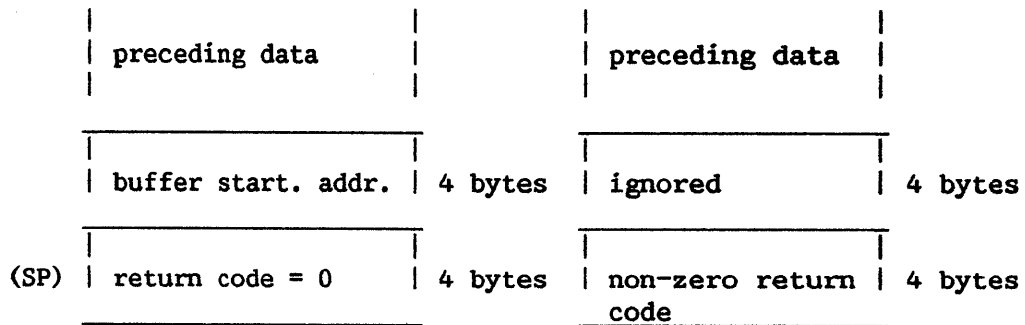 preceding data preceding data
buffer start. addr. 4 bytes ignored 4 bytes
(SP) return code = 0 4 bytes non-zero return 4 bytes
code